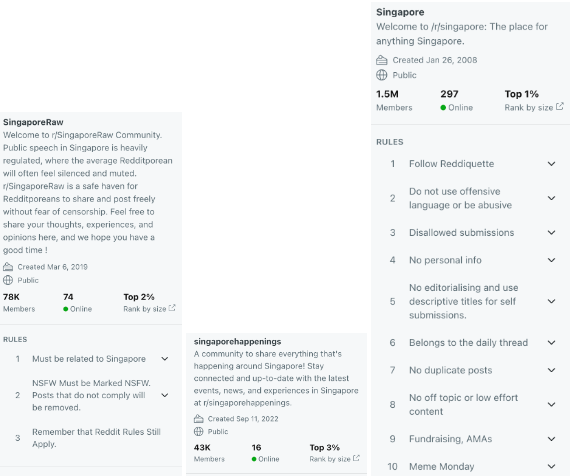 SingaporeRaw
Welcome to r/SingaporeRaw Community.
Public speech in Singapore is heavily
regulated, where the average Redditporean
will often feel silenced and muted.
r/SingaporeRaw is a safe haven for
Redditporeans to share and post freely
without fear of censorship. Feel free to
share your thoughts, experiences, and
opinions here, and we hope you have a
good time !
Created Mar 6, 2019
Public
78K 74 Top 2%
Members Online Rank by size
RULES
1 Must be related to Singapore
2 NSFW Must be Marked NSFW.
Posts that do not comply will
be removed.
3 Remember that Reddit Rules Still
Apply.
singaporehappenings
A community to share everything that's
happening around Singapore! Stay
connected and up-to-date with the latest
events, news, and experiences in Singapore
at r/singaporehappenings.
Created Sep 11, 2022
Public
43K 16 Top 3%
Members Online Rank by size
Singapore
Welcome to /r/singapore: The place for
anything Singapore.
Created Jan 26, 2008
Public
1.5M 297 Top 1%
Members Online Rank by size
RULES
1 Follow Reddiquette
2 Do not use offensive
language or be abusive
3 Disallowed submissions
4 No personal info
5 No editorialising and use
descriptive titles for self
submissions.
6 Belongs to the daily thread
7 No duplicate posts
8 No off topic or low effort
content
9 Fundraising, AMAs
10 Meme Monday